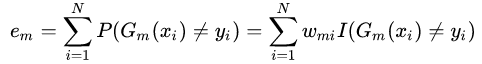 e_m = \sum_{i=1}^{N} P(G_m(x_i) \neq y_i) = \sum_{i=1}^{N} w_{mi} I(G_m(x_i) \neq y_i)